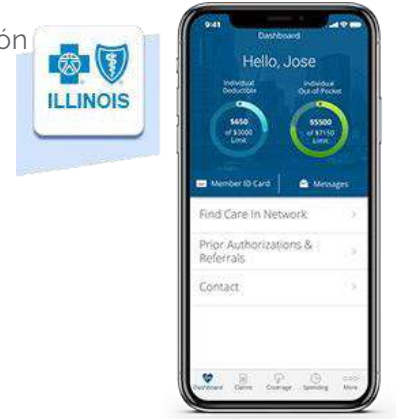 ón
ILLINOIS
9:41
Dashboard
Hello, Jose
Individual
Deductible
Individual
Out-of-Pocket
$650
of $3000
Limit
$5500
of $7150
Limit
Member ID Card
Messages
Find Care In Network
Prior Authorizations &
Referrals
Contact
Dashboard Claims Coverage Spending More